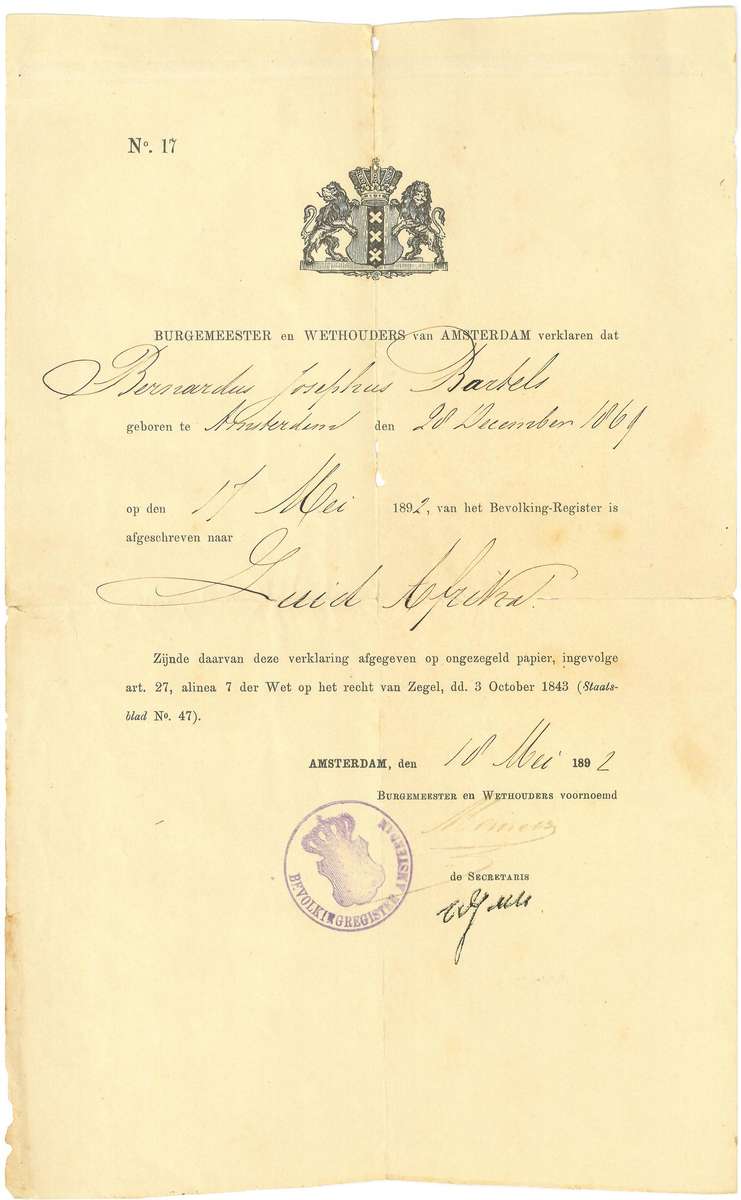 No. 17
BURGEMEESTER en WETHOUDERS van AMSTERDAM verklaren dat
Bernardus Josephus Bartels
geboren te Amsterdam den 28 December 1869
op den 17 Mei 1892, van het Bevolking-Register is
afgeschreven naar
Zuid Afrika.
Zijnde daarvan deze verklaring afgegeven op ongezegeld papier, ingevolge
art. 27, alinea 7 der Wet op het recht van Zegel, dd. 3 October 1843 (Staats-
blad No. 47).
AMSTERDAM, den 18 Mei 1892
BURGEMEESTER en WETHOUDERS voornoemd
de SECRETARIS
BEVOLKINGREGISTER AMSTERDAM